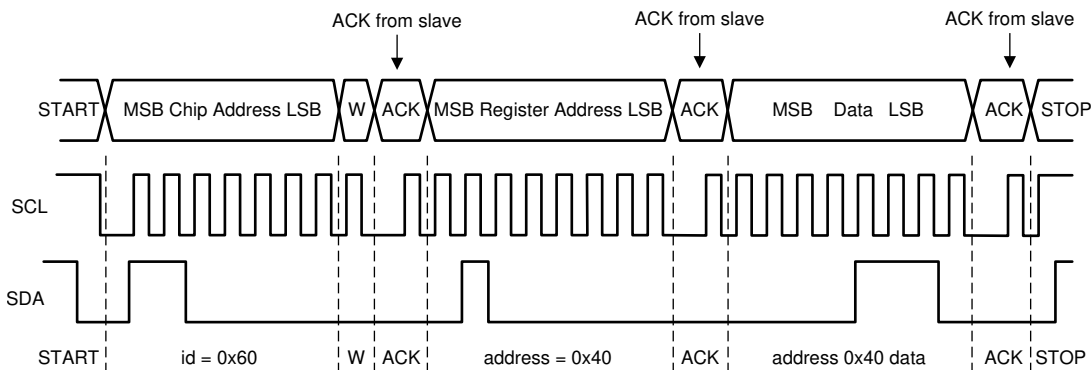 ACK from slave ACK from slave ACK from slave
START MSB Chip Address LSB W ACK MSB Register Address LSB ACK MSB Data LSB ACK STOP
SCL
SDA
START id = 0x60 W ACK address = 0x40 ACK address 0x40 data ACK STOP